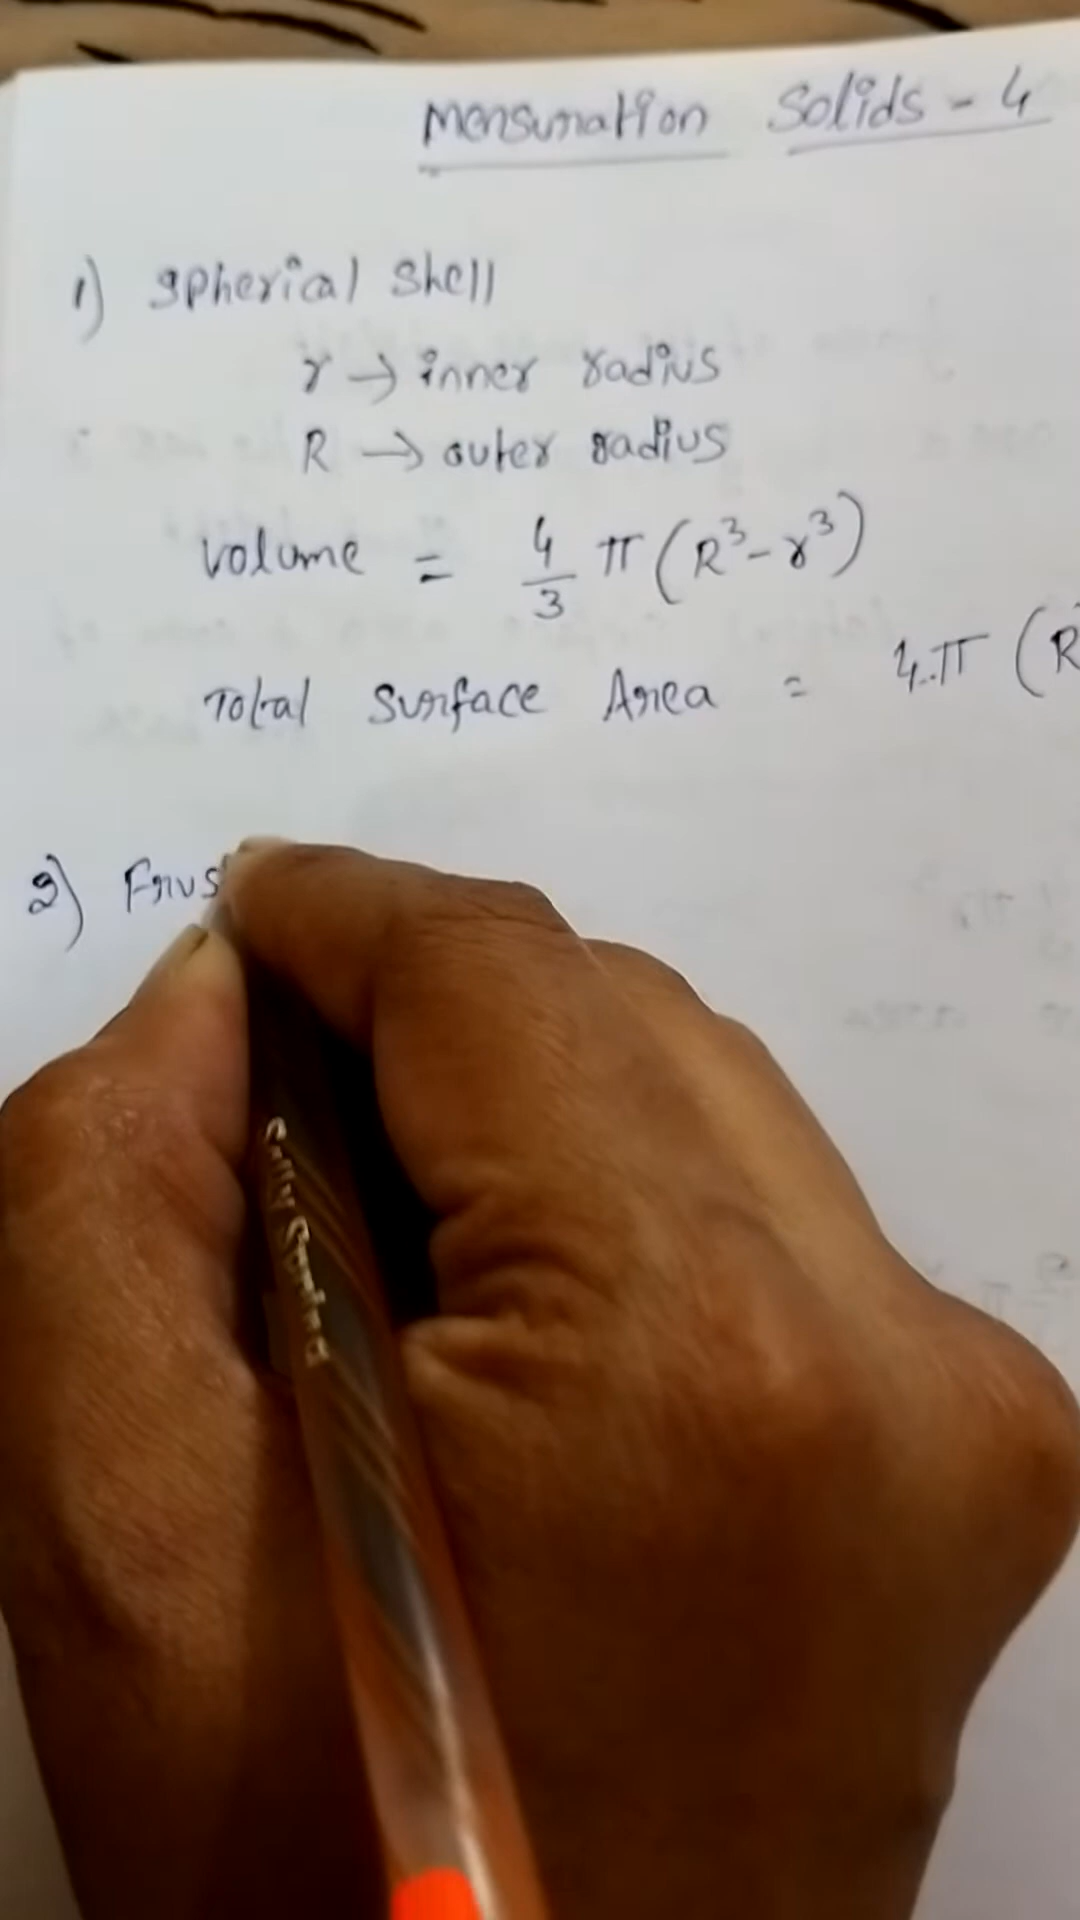 Mensuration Solids - 4
1) Spherical Shell
r → inner radius
R → outer radius
volume = 4/3 π (R³ - r³)
Total Surface Area = 4.π (R
2) Frus